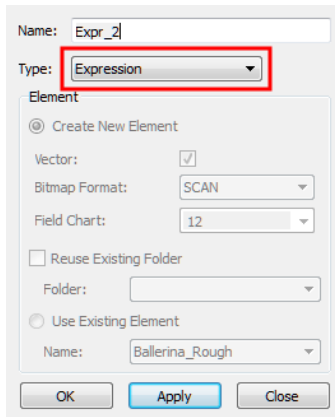 Name: Expr_2
Type: Expression
Element
Create New Element
Vector:
Bitmap Format: SCAN
Field Chart: 12
Reuse Existing Folder
Folder:
Use Existing Element
Name: Ballerina_Rough
OK Apply Close